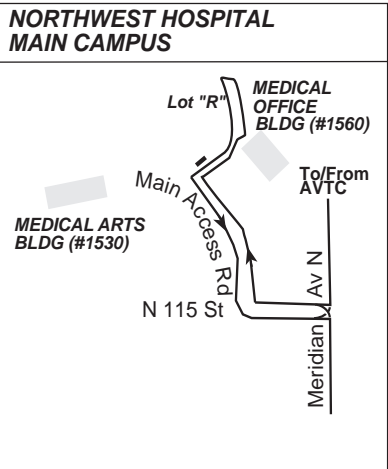 NORTHWEST HOSPITAL
MAIN CAMPUS
Lot "R"
MEDICAL
OFFICE
BLDG (#1560)
To/From
AVTC
Main Access Rd
MEDICAL ARTS
BLDG (#1530)
N 115 St
Meridian Av N